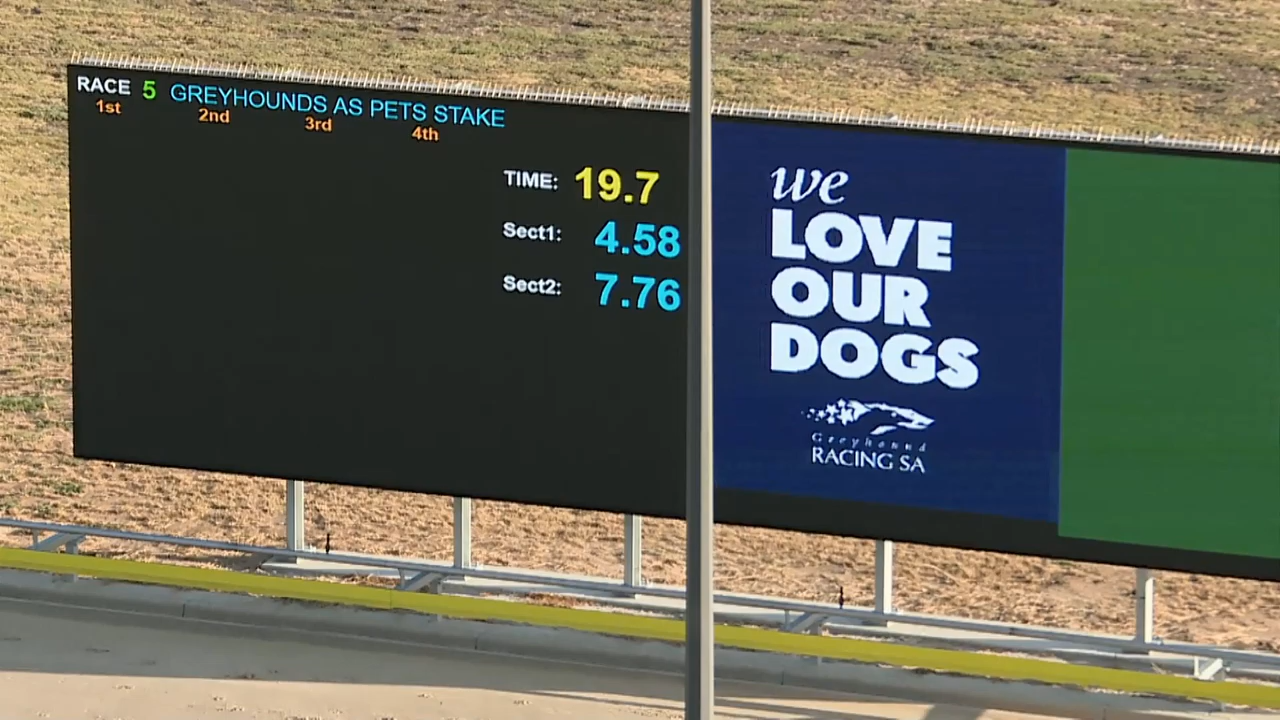 RACE 5 GREYHOUNDS AS PETS STAKE
1st 2nd 3rd 4th
TIME: 19.7
Sect1: 4.58
Sect2: 7.76
we
LOVE
OUR
DOGS
Greyhound
RACING SA